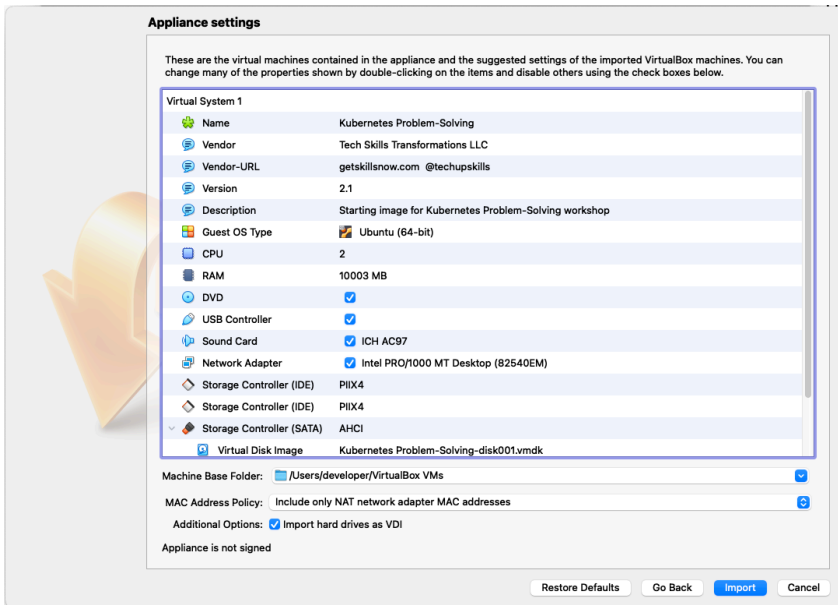 Appliance settings
These are the virtual machines contained in the appliance and the suggested settings of the imported VirtualBox machines. You can
change many of the properties shown by double-clicking on the items and disable others using the check boxes below.
Virtual System 1
Name Kubernetes Problem-Solving
Vendor Tech Skills Transformations LLC
Vendor-URL getskillsnow.com @techupskills
Version 2.1
Description Starting image for Kubernetes Problem-Solving workshop
Guest OS Type Ubuntu (64-bit)
CPU 2
RAM 10003 MB
DVD
USB Controller
Sound Card ICH AC97
Network Adapter Intel PRO/1000 MT Desktop (82540EM)
Storage Controller (IDE) PIIX4
Storage Controller (IDE) PIIX4
Storage Controller (SATA) AHCI
Virtual Disk Image Kubernetes Problem-Solving-disk001.vmdk
Machine Base Folder: /Users/developer/VirtualBox VMs
MAC Address Policy: Include only NAT network adapter MAC addresses
Additional Options: Import hard drives as VDI
Appliance is not signed
Restore Defaults Go Back Import Cancel